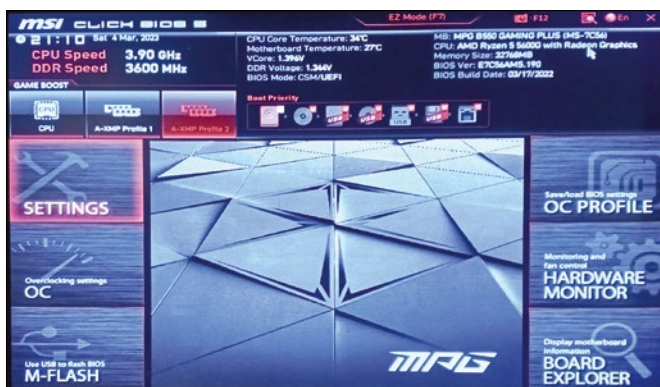 msi CLICK BIOS 5
EZ Mode (F7)
F12
En
X
21:10 Sat 4 Mar, 2023
CPU Speed 3.90 GHz
DDR Speed 3600 MHz
CPU Core Temperature: 34°C
Motherboard Temperature: 27°C
VCore: 1.396V
DDR Voltage: 1.344V
BIOS Mode: CSM/UEFI
MB: MPG B550 GAMING PLUS (MS-7C56)
CPU: AMD Ryzen 5 5600G with Radeon Graphics
Memory Size: 32768MB
BIOS Ver: E7C56AMS.190
BIOS Build Date: 03/17/2022
GAME BOOST
CPU
A-XMP Profile 1
A-XMP Profile 2
Boot Priority
USB
USB
USB
USB
SETTINGS
Overclocking settings
OC
Use USB to flash BIOS
M-FLASH
MPG
Save/load BIOS settings
OC PROFILE
Monitoring and
fan control
HARDWARE
MONITOR
Display motherboard
information
BOARD
EXPLORER